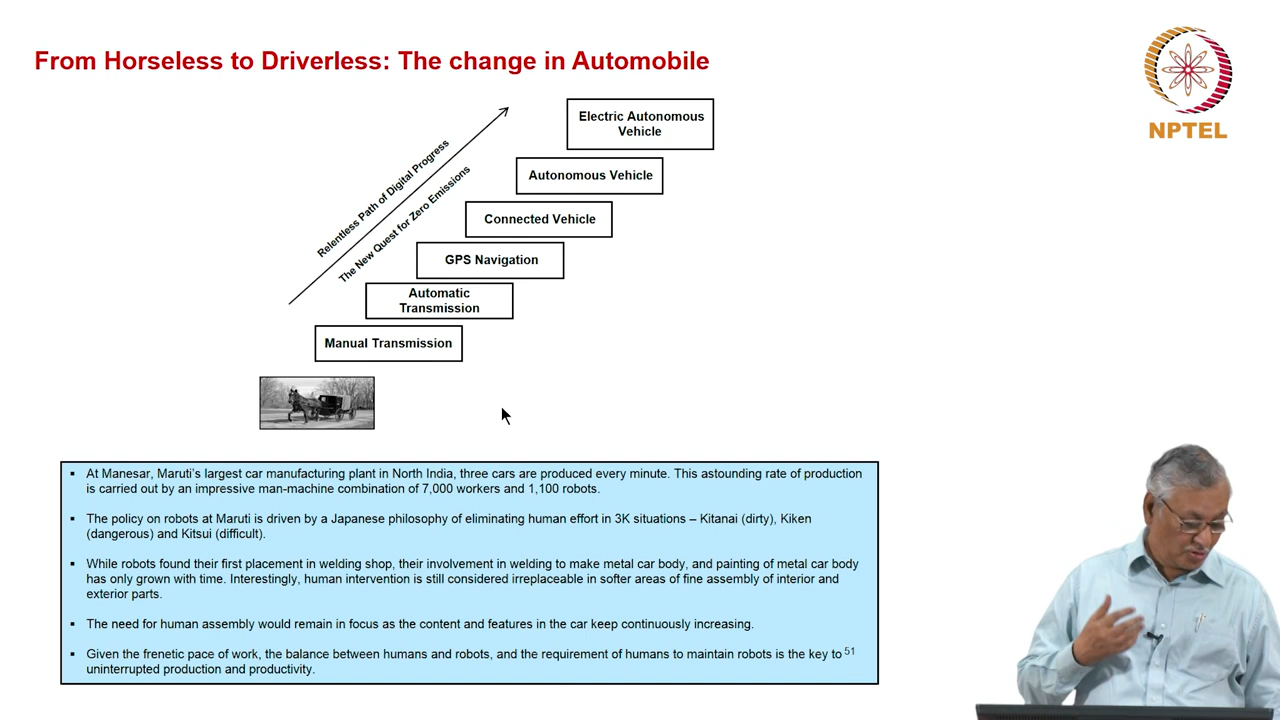 From Horseless to Driverless: The change in Automobile
NPTEL
Electric Autonomous
Vehicle
Autonomous Vehicle
Connected Vehicle
GPS Navigation
Automatic
Transmission
Manual Transmission
Relentless Path of Digital Progress
The New Quest for Zero Emissions
▪ At Manesar, Maruti's largest car manufacturing plant in North India, three cars are produced every minute. This astounding rate of production
is carried out by an impressive man-machine combination of 7,000 workers and 1,100 robots.
▪ The policy on robots at Maruti is driven by a Japanese philosophy of eliminating human effort in 3K situations – Kitanai (dirty), Kiken
(dangerous) and Kitsui (difficult).
▪ While robots found their first placement in welding shop, their involvement in welding to make metal car body, and painting of metal car body
has only grown with time. Interestingly, human intervention is still considered irreplaceable in softer areas of fine assembly of interior and
exterior parts.
▪ The need for human assembly would remain in focus as the content and features in the car keep continuously increasing.
▪ Given the frenetic pace of work, the balance between humans and robots, and the requirement of humans to maintain robots is the key to
uninterrupted production and productivity.
51